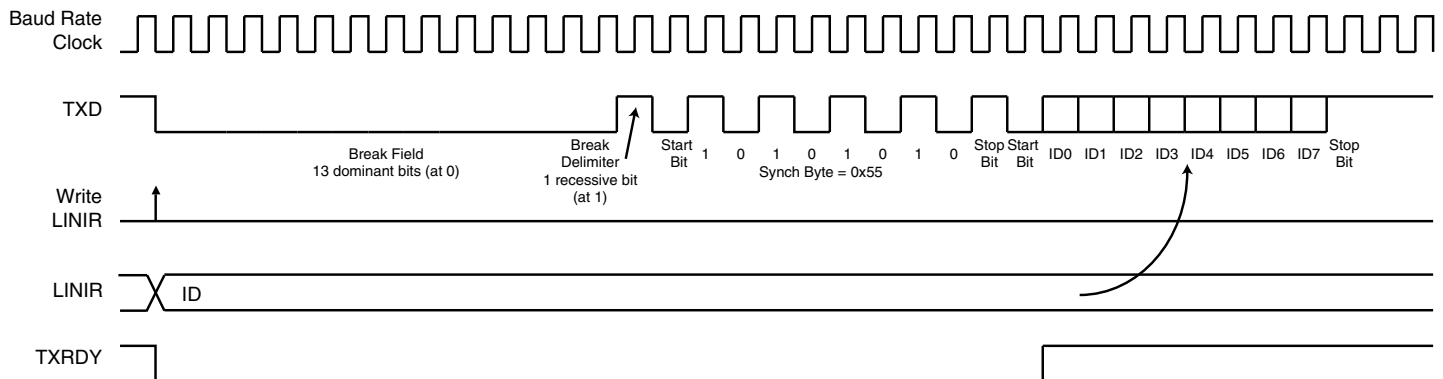 Baud Rate
Clock
TXD
Break Field
13 dominant bits (at 0)
Break
Delimiter
1 recessive bit
(at 1)
Start
Bit
1 0 1 0 1 0 1 0
Synch Byte = 0x55
Stop
Bit
Start
Bit
ID0 ID1 ID2 ID3 ID4 ID5 ID6 ID7
Stop
Bit
Write
LINIR
LINIR
ID
TXRDY